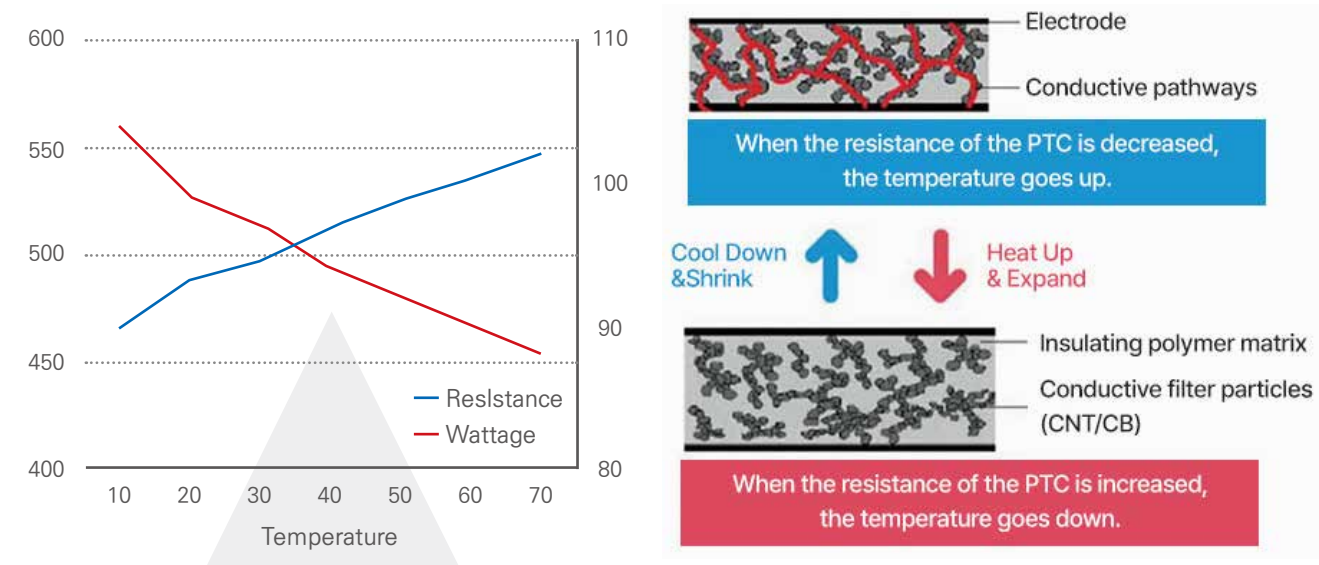 600
550
500
450
400
110
100
90
80
10 20 30 40 50 60 70
Temperature
ResIstance
Wattage
Electrode
Conductive pathways
When the resistance of the PTC is decreased,
the temperature goes up.
Cool Down
&Shrink
Heat Up
& Expand
Insulating polymer matrix
Conductive filter particles
(CNT/CB)
When the resistance of the PTC is increased,
the temperature goes down.